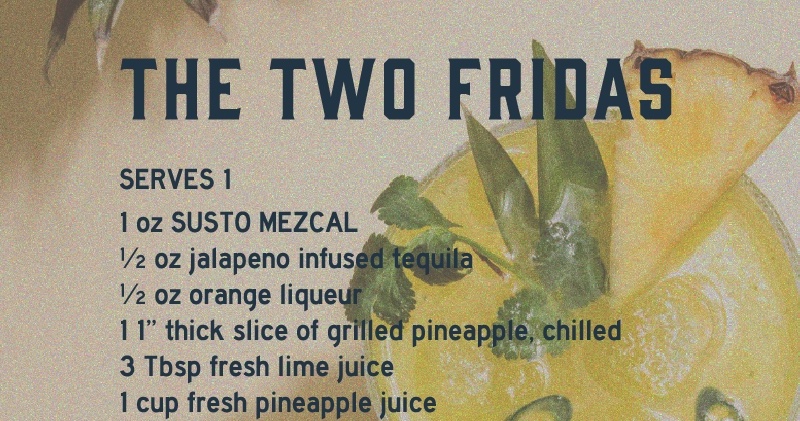 THE TWO FRIDAS
SERVES 1
1 oz SUSTO MEZCAL
½ oz jalapeno infused tequila
½ oz orange liqueur
1 1” thick slice of grilled pineapple, chilled
3 Tbsp fresh lime juice
1 cup fresh pineapple juice